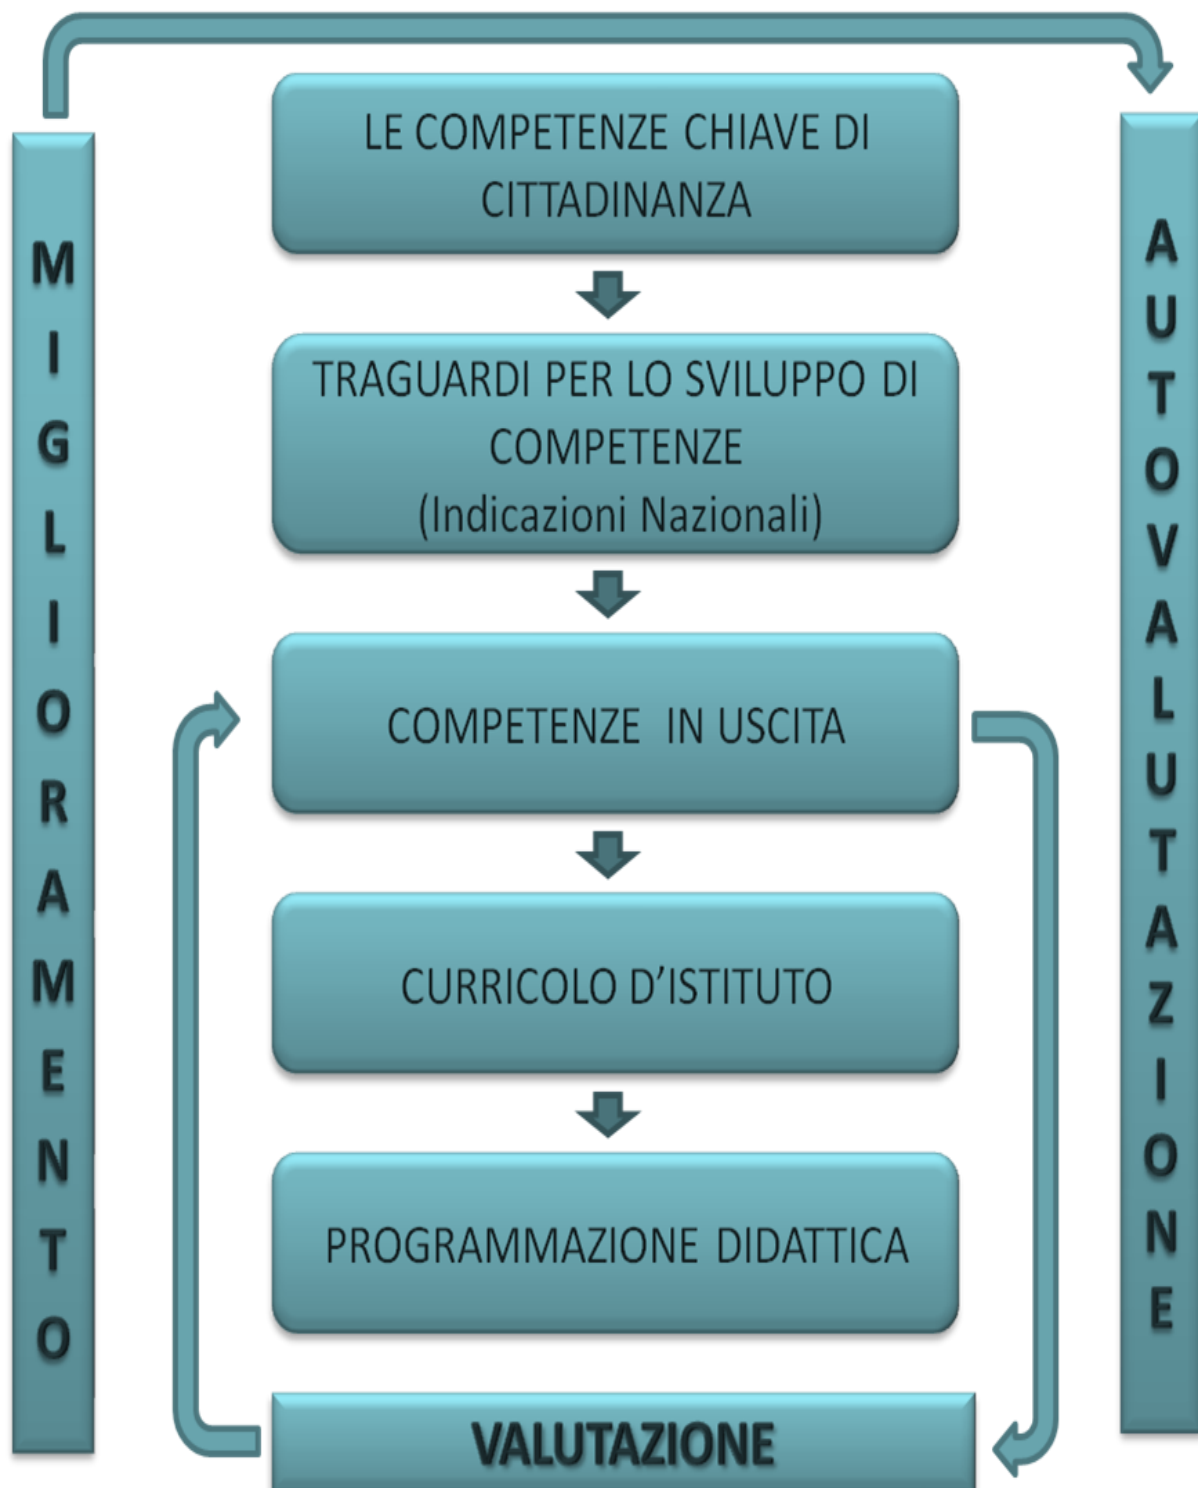 LE COMPETENZE CHIAVE DI
CITTADINANZA
TRAGUARDI PER LO SVILUPPO DI
COMPETENZE
(Indicazioni Nazionali)
COMPETENZE IN USCITA
CURRICOLO D’ISTITUTO
PROGRAMMAZIONE DIDATTICA
VALUTAZIONE
MIGLIORAMENTO
AUTOVALUTAZIONE